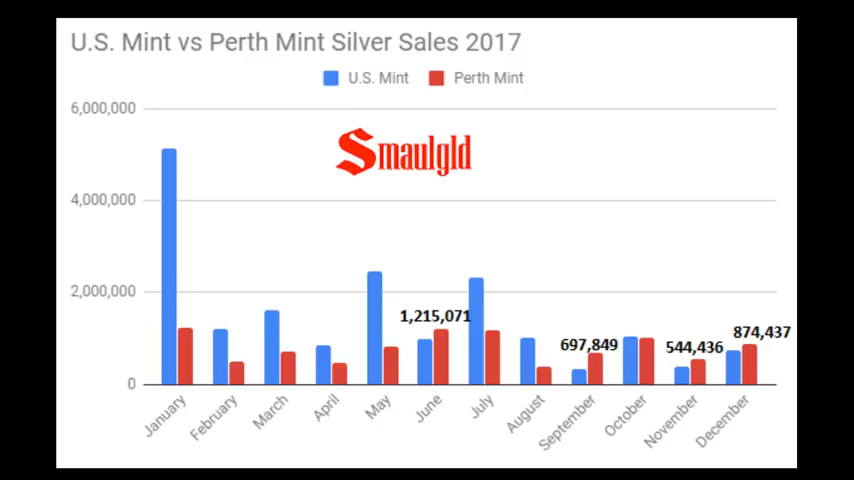 U.S. Mint vs Perth Mint Silver Sales 2017
U.S. Mint Perth Mint
6,000,000
Smaulgld
4,000,000
2,000,000
1,215,071
697,849
544,436
874,437
0
January February March April May June July August September October November December